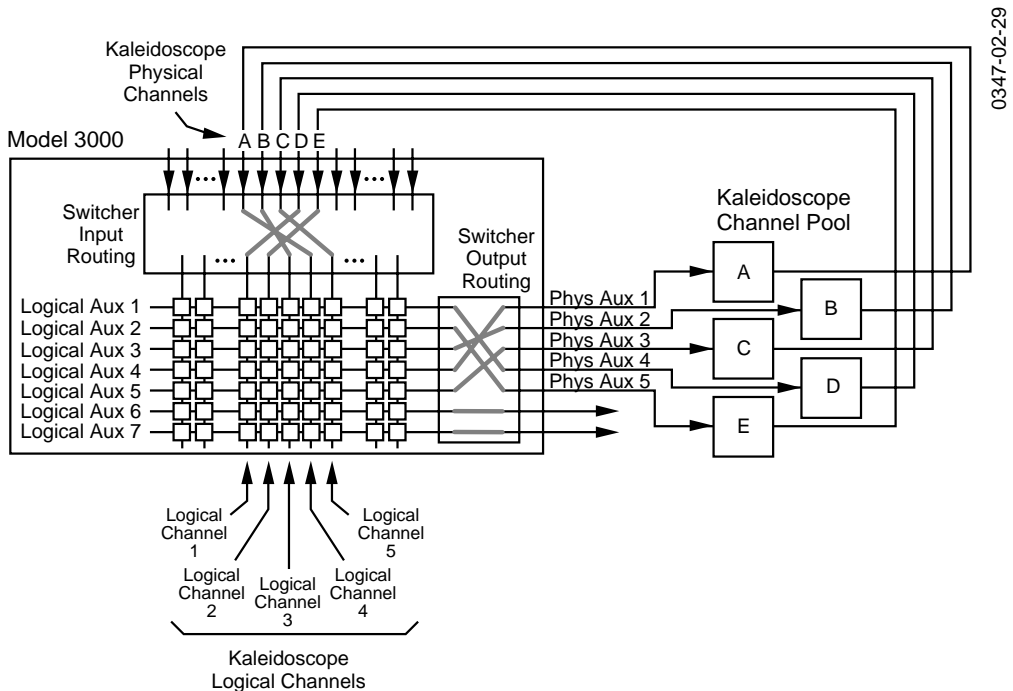 0347-02-29
Kaleidoscope
Physical
Channels
Model 3000
A B C D E
...
...
Switcher
Input
Routing
...
...
Switcher
Output
Routing
Kaleidoscope
Channel Pool
Logical Aux 1
Logical Aux 2
Logical Aux 3
Logical Aux 4
Logical Aux 5
Logical Aux 6
Logical Aux 7
Phys Aux 1
Phys Aux 2
Phys Aux 3
Phys Aux 4
Phys Aux 5
A
B
C
D
E
Logical
Channel
1
Logical
Channel
2
Logical
Channel
3
Logical
Channel
4
Logical
Channel
5
Kaleidoscope
Logical Channels